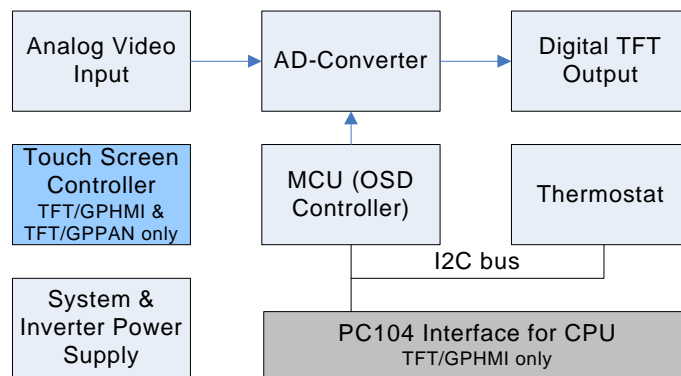 Analog Video
Input
AD-Converter
Digital TFT
Output
Touch Screen
Controller
TFT/GPHMI &
TFT/GPPAN only
MCU (OSD
Controller)
Thermostat
I2C bus
System &
Inverter Power
Supply
PC104 Interface for CPU
TFT/GPHMI only